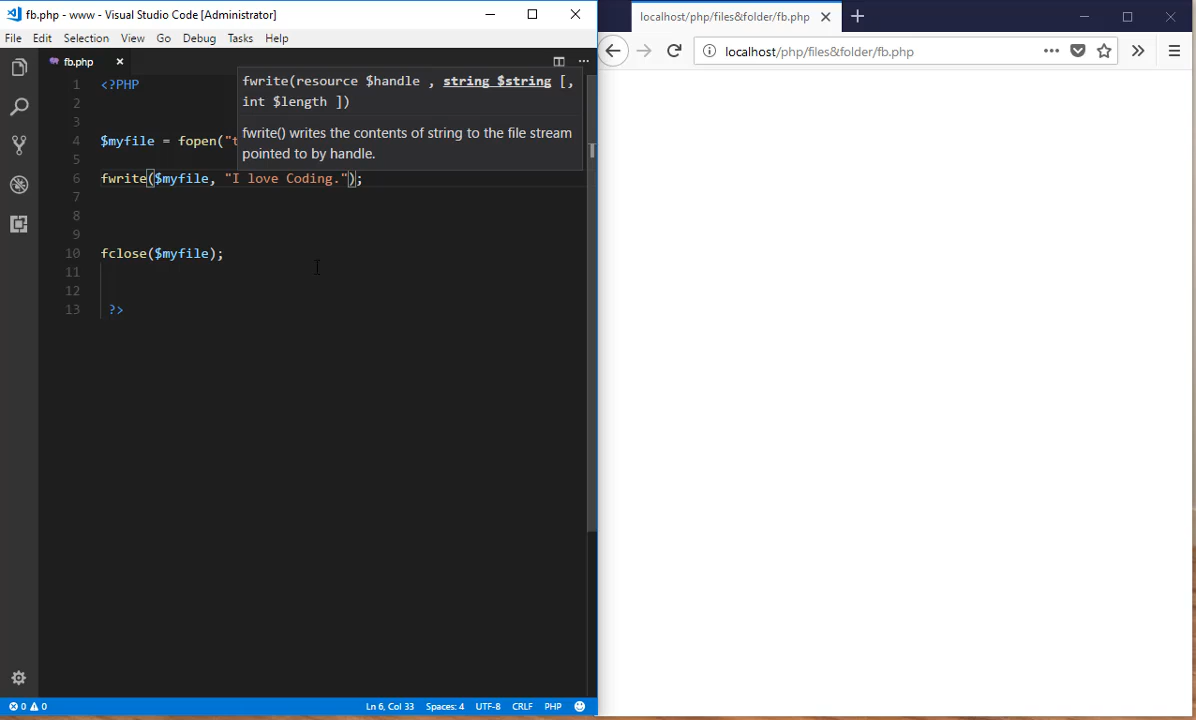 fb.php - www - Visual Studio Code [Administrator]
File Edit Selection View Go Debug Tasks Help
fb.php
1 <?PHP
2
3
4 $myfile = fopen("t
5
6 fwrite($myfile, "I love Coding.");
7
8
9
10 fclose($myfile);
11
12
13 ?>
fwrite(resource $handle , string $string [,
int $length ])
fwrite() writes the contents of string to the file stream
pointed to by handle.
0 0 Ln 6, Col 33 Spaces: 4 UTF-8 CRLF PHP
localhost/php/files&folder/fb.php
localhost/php/files&folder/fb.php